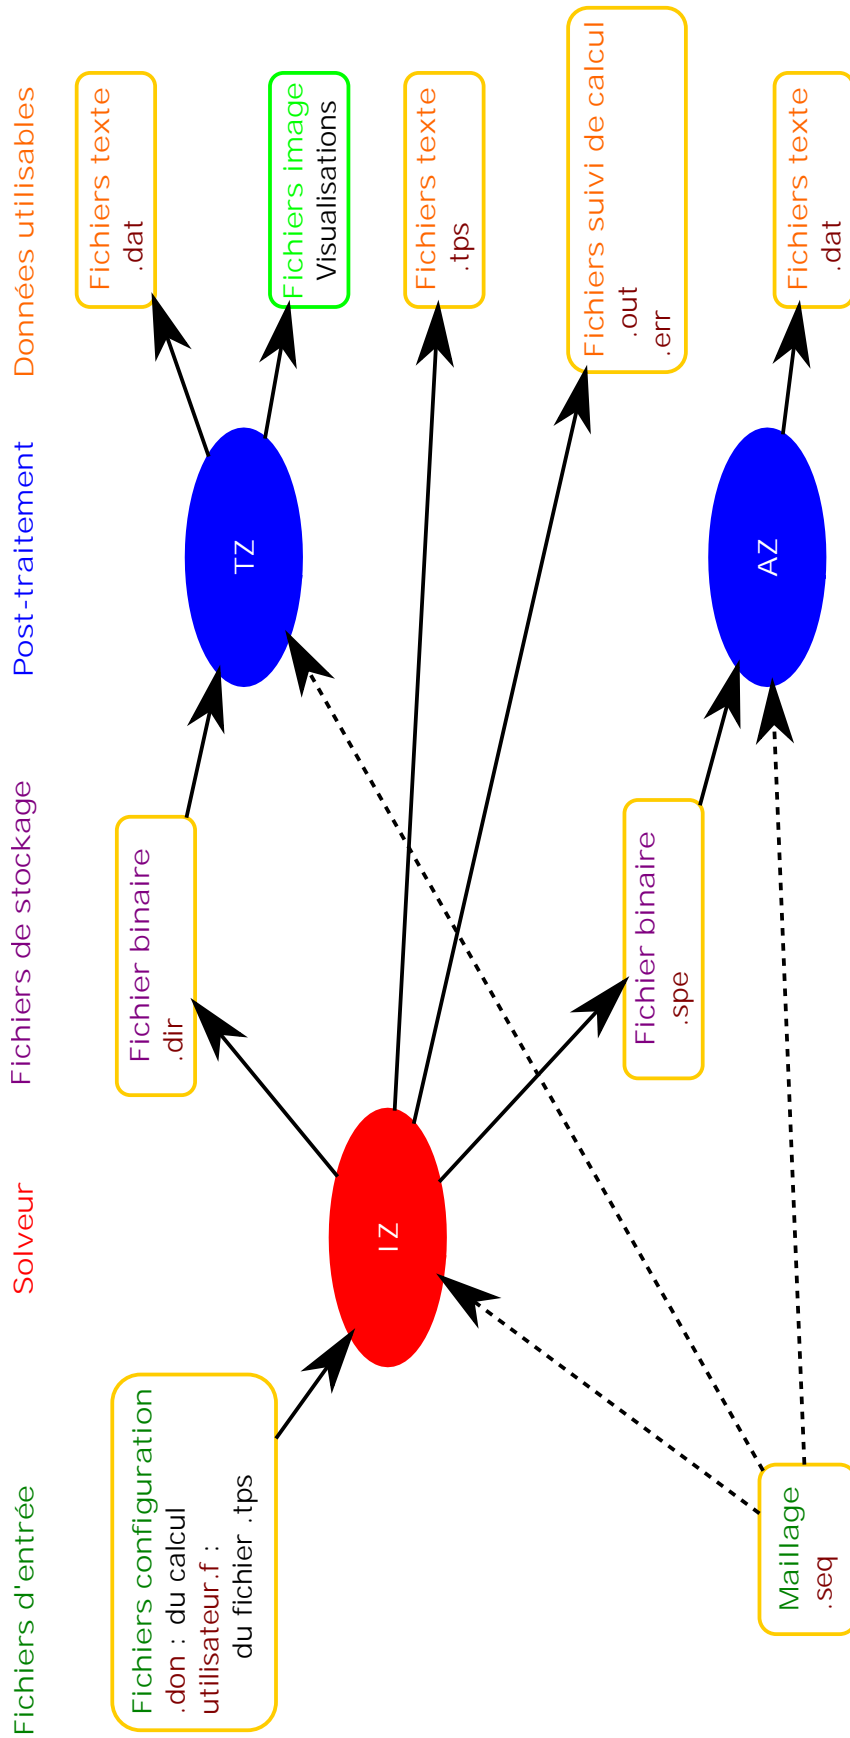 Fichiers d'entrée
Solveur
Fichiers de stockage
Post-traitement
Données utilisables
Fichiers configuration
.don : du calcul
utilisateur.f :
du fichier .tps
Maillage
.seq
IZ
Fichier binaire
.dir
Fichier binaire
.spe
TZ
AZ
Fichiers texte
.dat
Fichiers image
Visualisations
Fichiers texte
.tps
Fichiers suivi de calcul
.out
.err
Fichiers texte
.dat